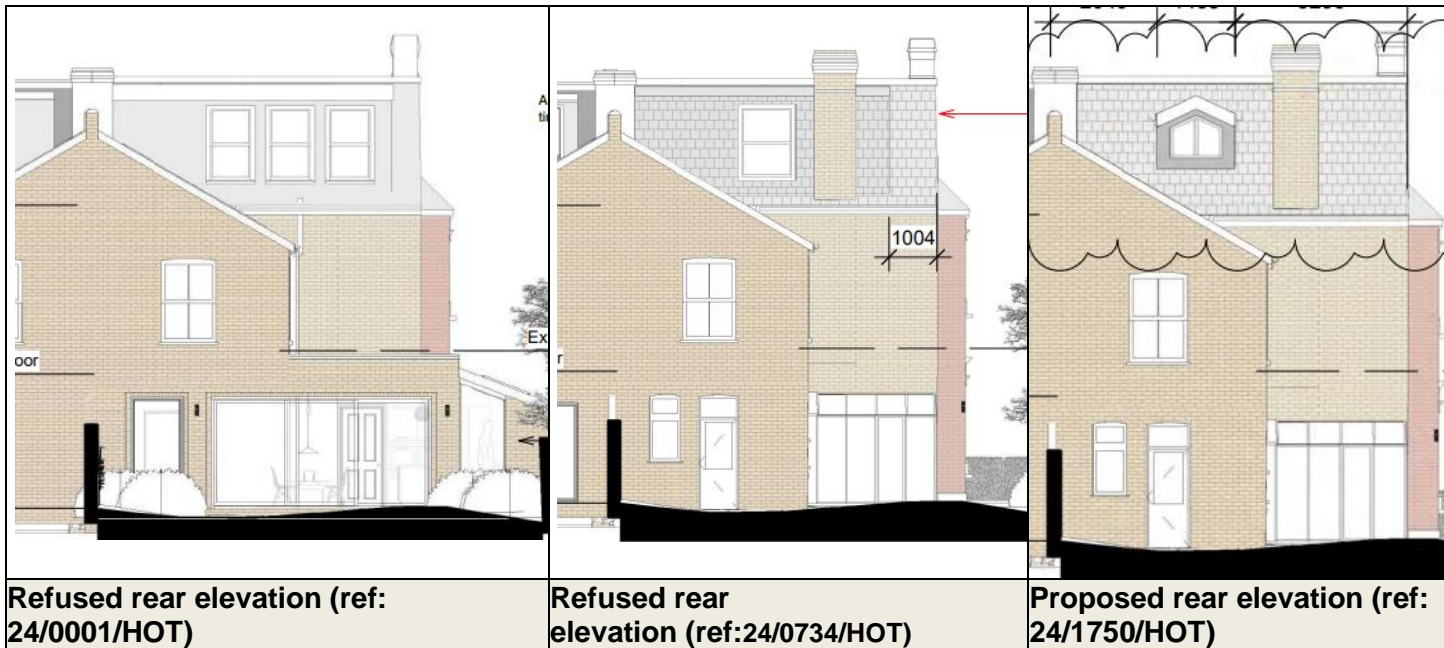 A
ti
1004
Ex
oor
r
Refused rear elevation (ref:
24/0001/HOT)
Refused rear
elevation (ref:24/0734/HOT)
Proposed rear elevation (ref:
24/1750/HOT)